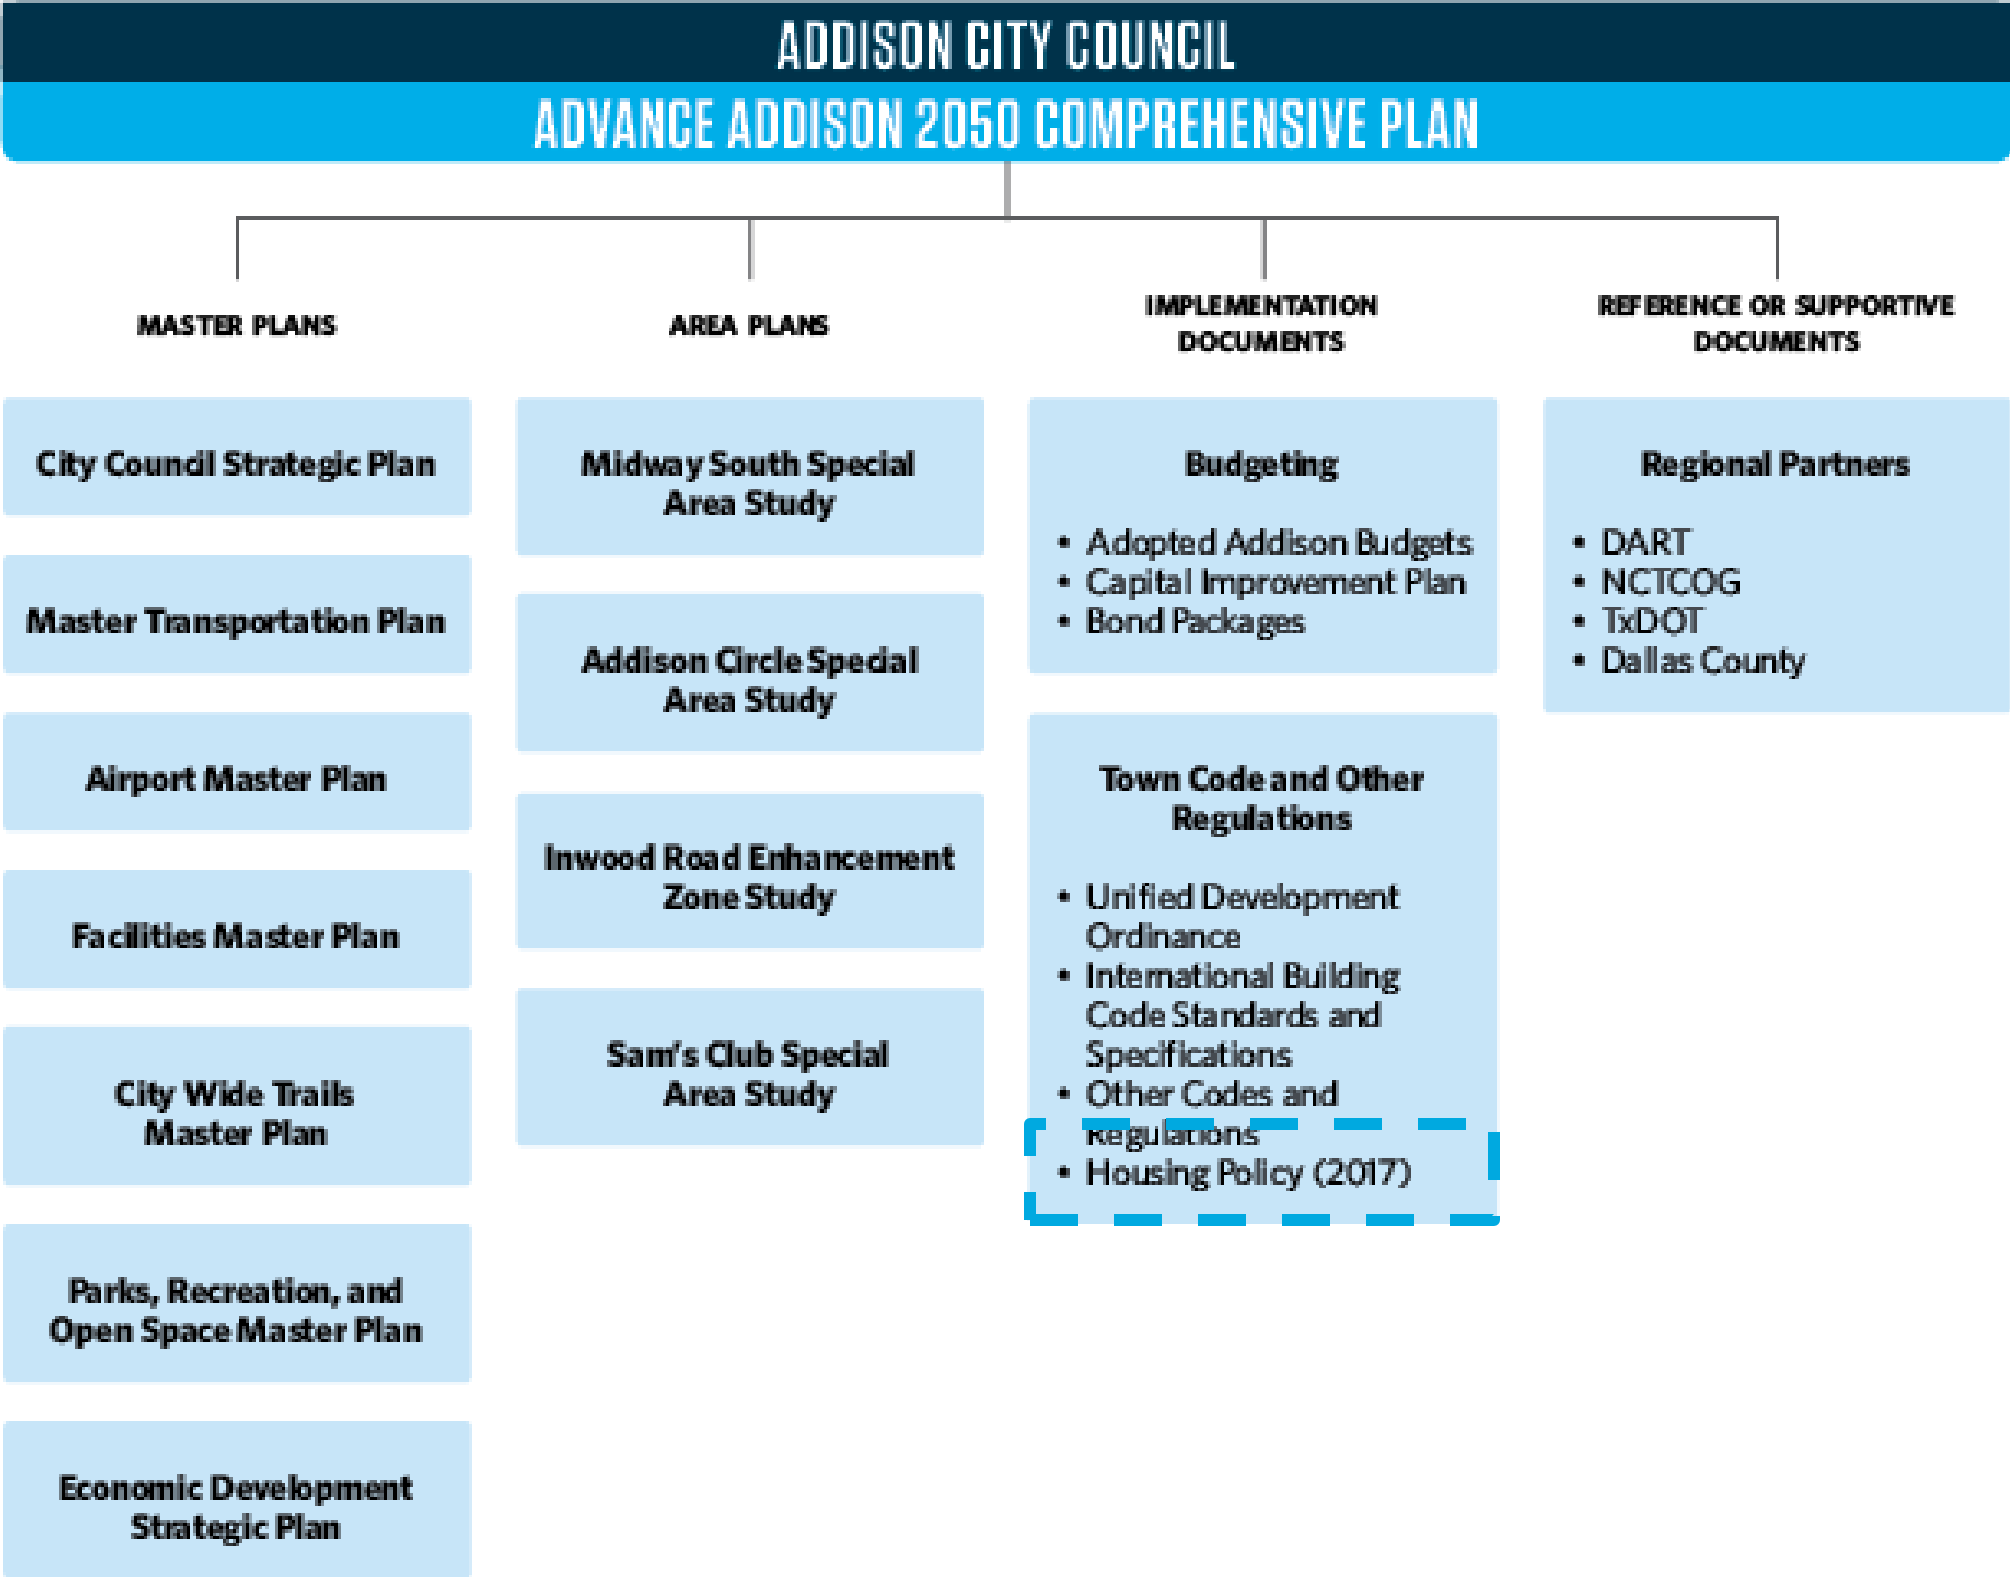 ADDISON CITY COUNCIL
ADVANCE ADDISON 2050 COMPREHENSIVE PLAN
MASTER PLANS
City Council Strategic Plan
Master Transportation Plan
Airport Master Plan
Facilities Master Plan
City Wide Trails
Master Plan
Parks, Recreation, and
Open Space Master Plan
Economic Development
Strategic Plan
AREA PLANS
Midway South Special
Area Study
Addison Circle Special
Area Study
Inwood Road Enhancement
Zone Study
Sam's Club Special
Area Study
IMPLEMENTATION
DOCUMENTS
Budgeting
• Adopted Addison Budgets
• Capital Improvement Plan
• Bond Packages
Town Code and Other
Regulations
• Unified Development
Ordinance
• International Building
Code Standards and
Specifications
• Other Codes and
Regulations
• Housing Policy (2017)
REFERENCE OR SUPPORTIVE
DOCUMENTS
Regional Partners
• DART
• NCTCOG
• TxDOT
• Dallas County